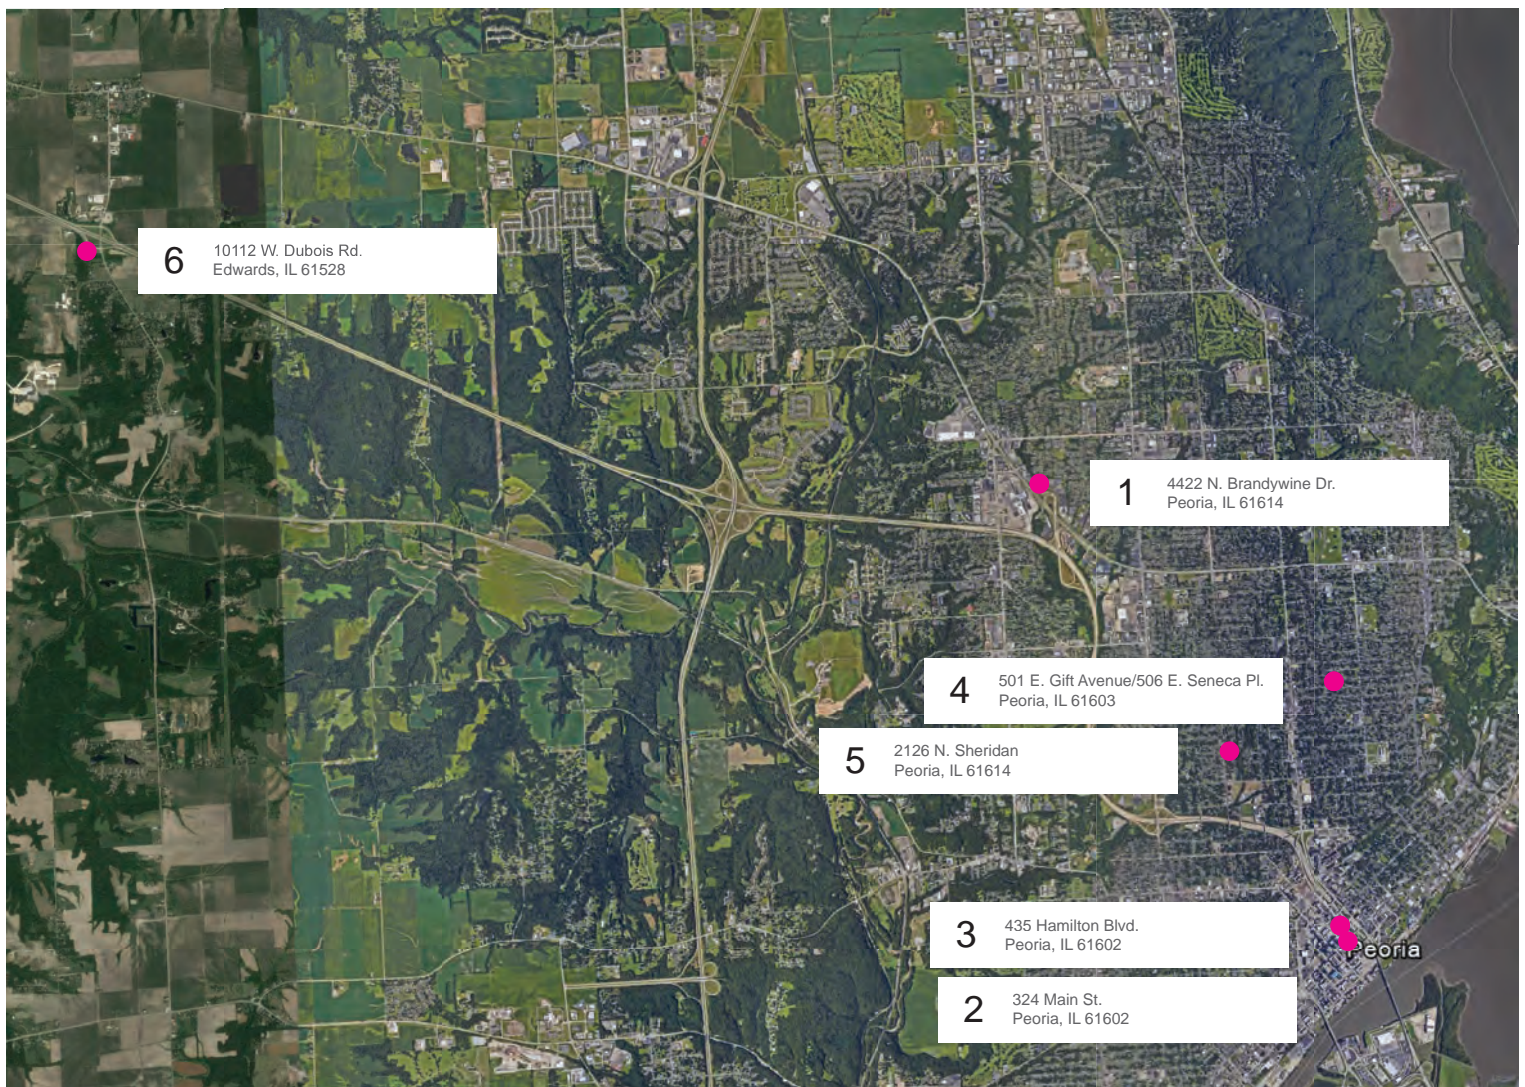 6
10112 W. Dubois Rd.
Edwards, IL 61528
1
4422 N. Brandywine Dr.
Peoria, IL 61614
4
501 E. Gift Avenue/506 E. Seneca Pl.
Peoria, IL 61603
5
2126 N. Sheridan
Peoria, IL 61614
3
435 Hamilton Blvd.
Peoria, IL 61602
Peoria
2
324 Main St.
Peoria, IL 61602